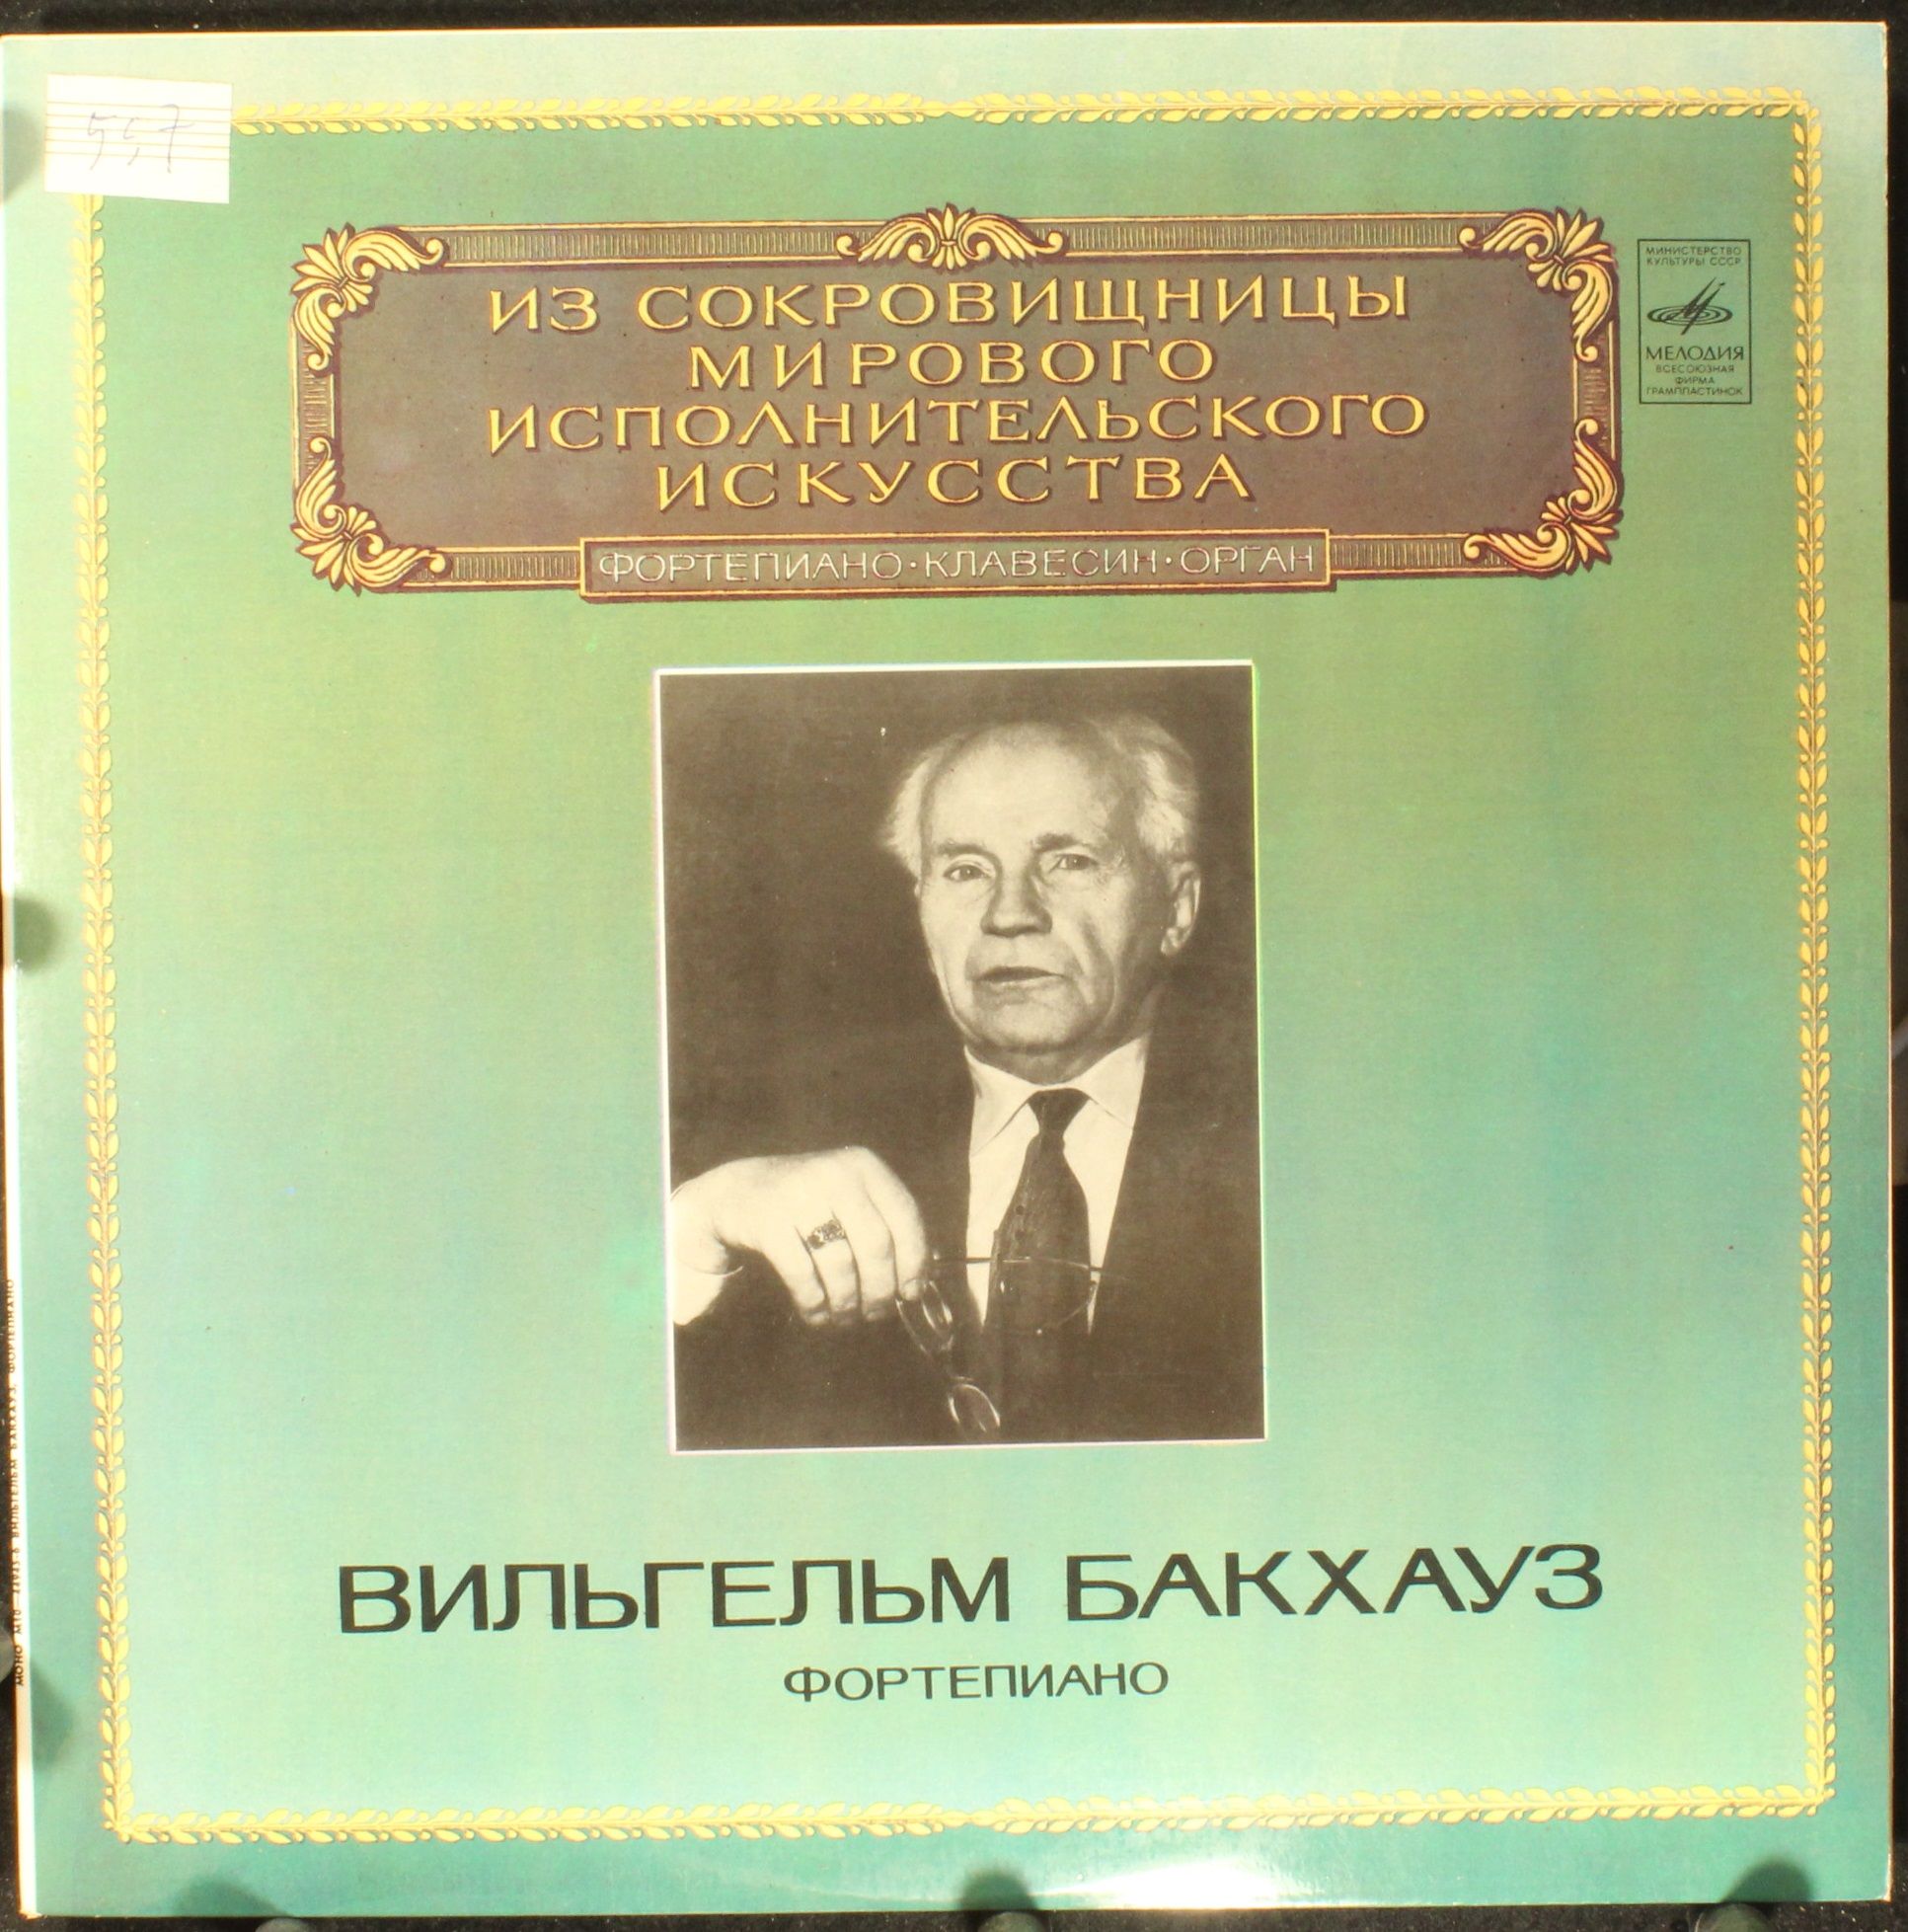 557
ИЗ СОКРОВИЩНИЦЫ
МИРОВОГО
ИСПОЛНИТЕЛЬСКОГО
ИСКУССТВА
ФОРТЕПИАНО·КЛАВЕСИН·ОРГАН
МИНИСТЕРСТВО
КУЛЬТУРЫ СССР
МЕЛОДИЯ
ВСЕСОЮЗНАЯ
ФИРМА
ГРАМПЛАСТИНОК
ВИЛЬГЕЛЬМ БАКХАУЗ
ФОРТЕПИАНО